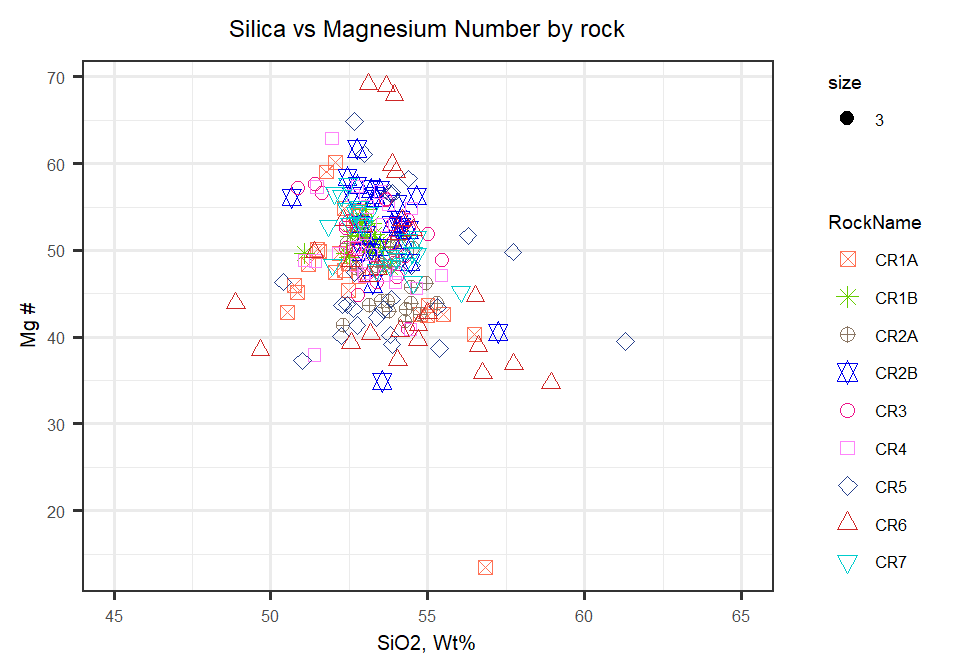 Silica vs Magnesium Number by rock
Mg #
70
60
50
40
30
20
45
50
55
60
65
SiO2, Wt%
size
3
RockName
CR1A
CR1B
CR2A
CR2B
CR3
CR4
CR5
CR6
CR7